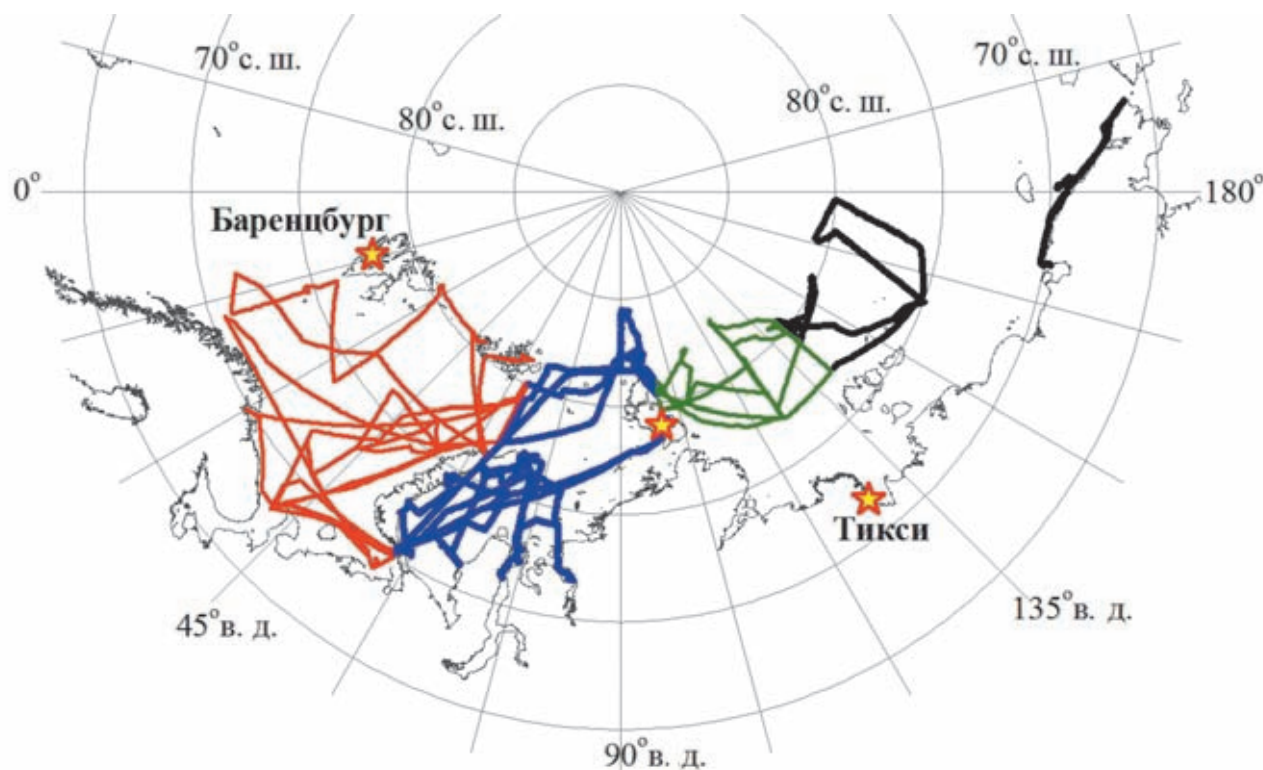 70°с. ш.
70°с. ш.
80°с. ш.
80°с. ш.
0°
180°
Баренцбург
Тикси
45°в. д.
135°в. д.
90°в. д.